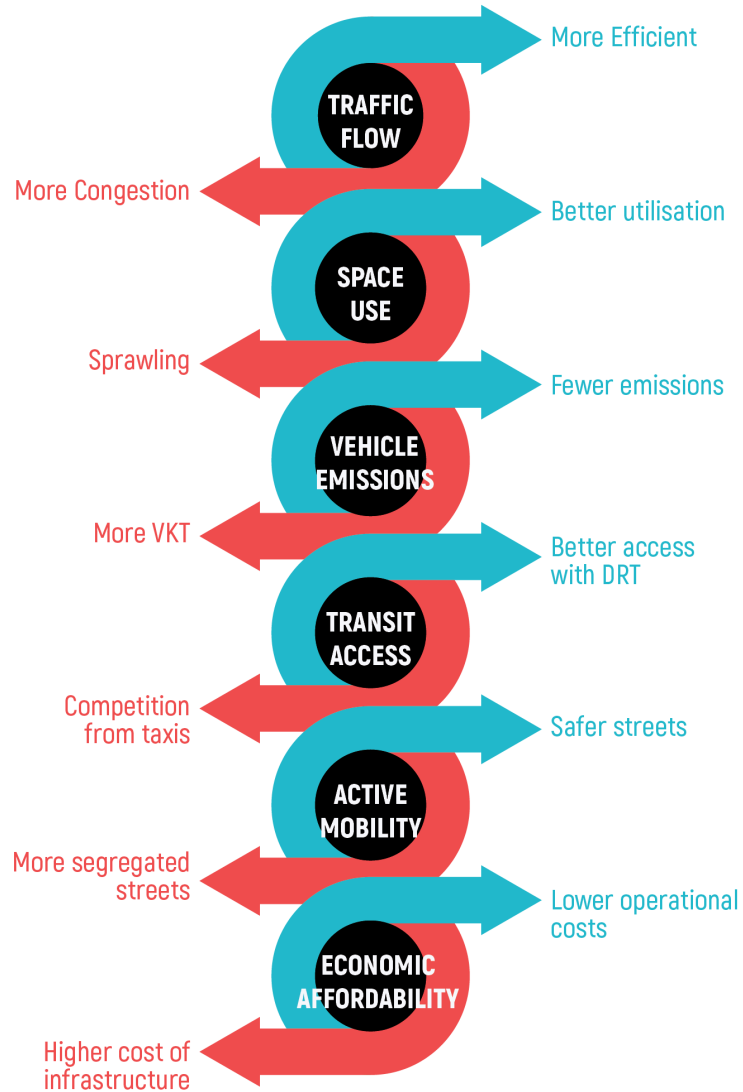 More Efficient
TRAFFIC
FLOW
More Congestion
Better utilisation
SPACE
USE
Sprawling
Fewer emissions
VEHICLE
EMISSIONS
More VKT
Better access
with DRT
TRANSIT
ACCESS
Competition
from taxis
Safer streets
ACTIVE
MOBILITY
More segregated
streets
Lower operational
costs
ECONOMIC
AFFORDABILITY
Higher cost of
infrastructure